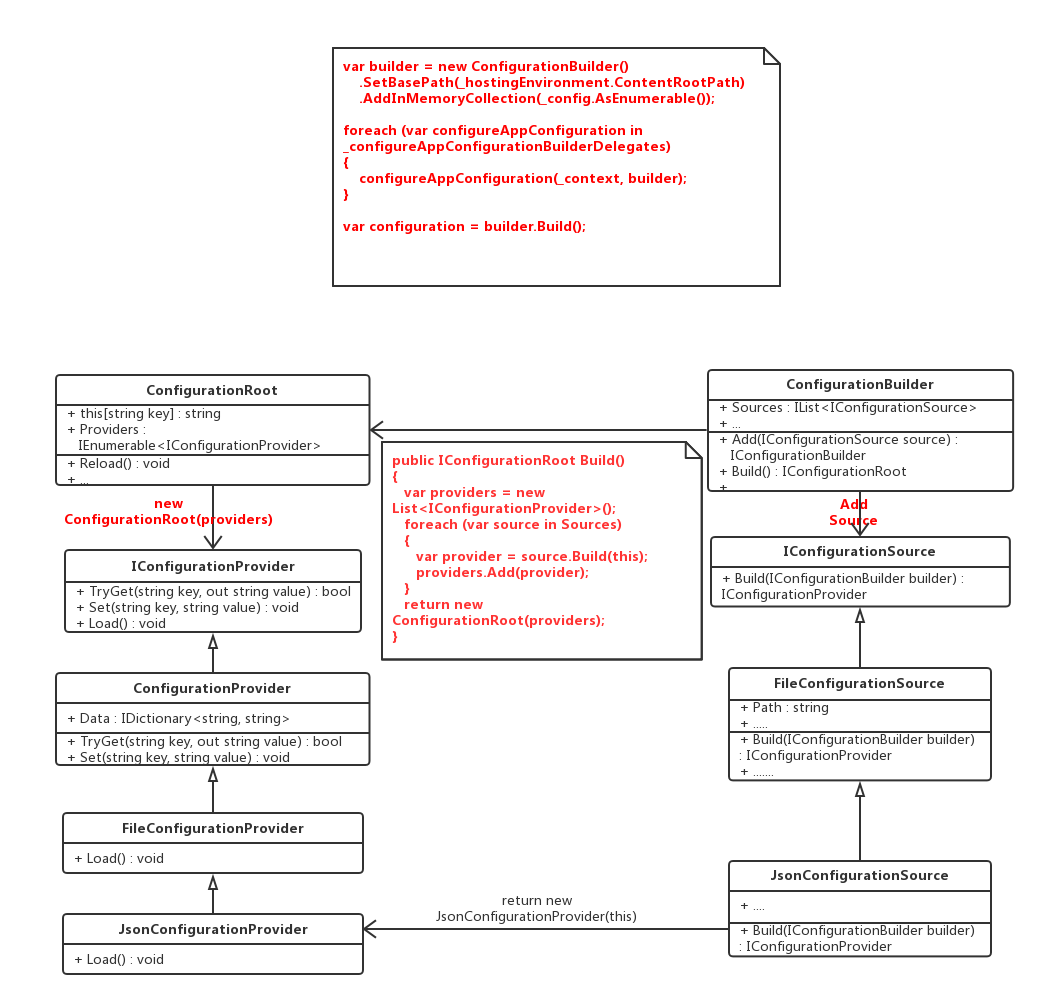 var builder = new ConfigurationBuilder()
.SetBasePath(_hostingEnvironment.ContentRootPath)
.AddInMemoryCollection(_config.AsEnumerable());
foreach (var configureAppConfiguration in
_configureAppConfigurationBuilderDelegates)
{
configureAppConfiguration(_context, builder);
}
var configuration = builder.Build();
ConfigurationRoot
+ this[string key] : string
+ Providers :
IEnumerable<IConfigurationProvider>
+ Reload() : void
+ ...
ConfigurationBuilder
+ Sources : IList<IConfigurationSource>
+ ...
+ Add(IConfigurationSource source) :
IConfigurationBuilder
+ Build() : IConfigurationRoot
+
public IConfigurationRoot Build()
{
var providers = new
List<IConfigurationProvider>();
foreach (var source in Sources)
{
var provider = source.Build(this);
providers.Add(provider);
}
return new
ConfigurationRoot(providers);
}
new
ConfigurationRoot(providers)
Add
Source
IConfigurationProvider
+ TryGet(string key, out string value) : bool
+ Set(string key, string value) : void
+ Load() : void
IConfigurationSource
+ Build(IConfigurationBuilder builder) :
IConfigurationProvider
ConfigurationProvider
+ Data : IDictionary<string, string>
+ TryGet(string key, out string value) : bool
+ Set(string key, string value) : void
FileConfigurationSource
+ Path : string
+ .....
+ Build(IConfigurationBuilder builder)
: IConfigurationProvider
+ .......
FileConfigurationProvider
+ Load() : void
JsonConfigurationSource
+ ....
+ Build(IConfigurationBuilder builder)
: IConfigurationProvider
return new
JsonConfigurationProvider(this)
JsonConfigurationProvider
+ Load() : void